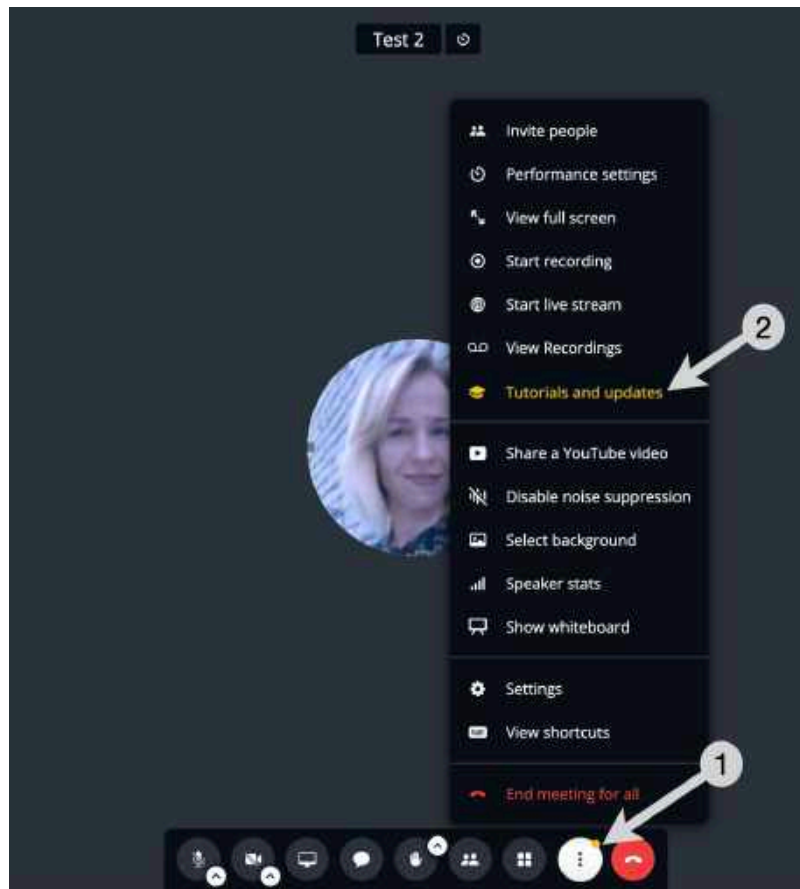 Test 2
Invite people
Performance settings
View full screen
Start recording
Start live stream
View Recordings
2
Tutorials and updates
Share a YouTube video
Disable noise suppression
Select background
Speaker stats
Show whiteboard
Settings
View shortcuts
1
End meeting for all